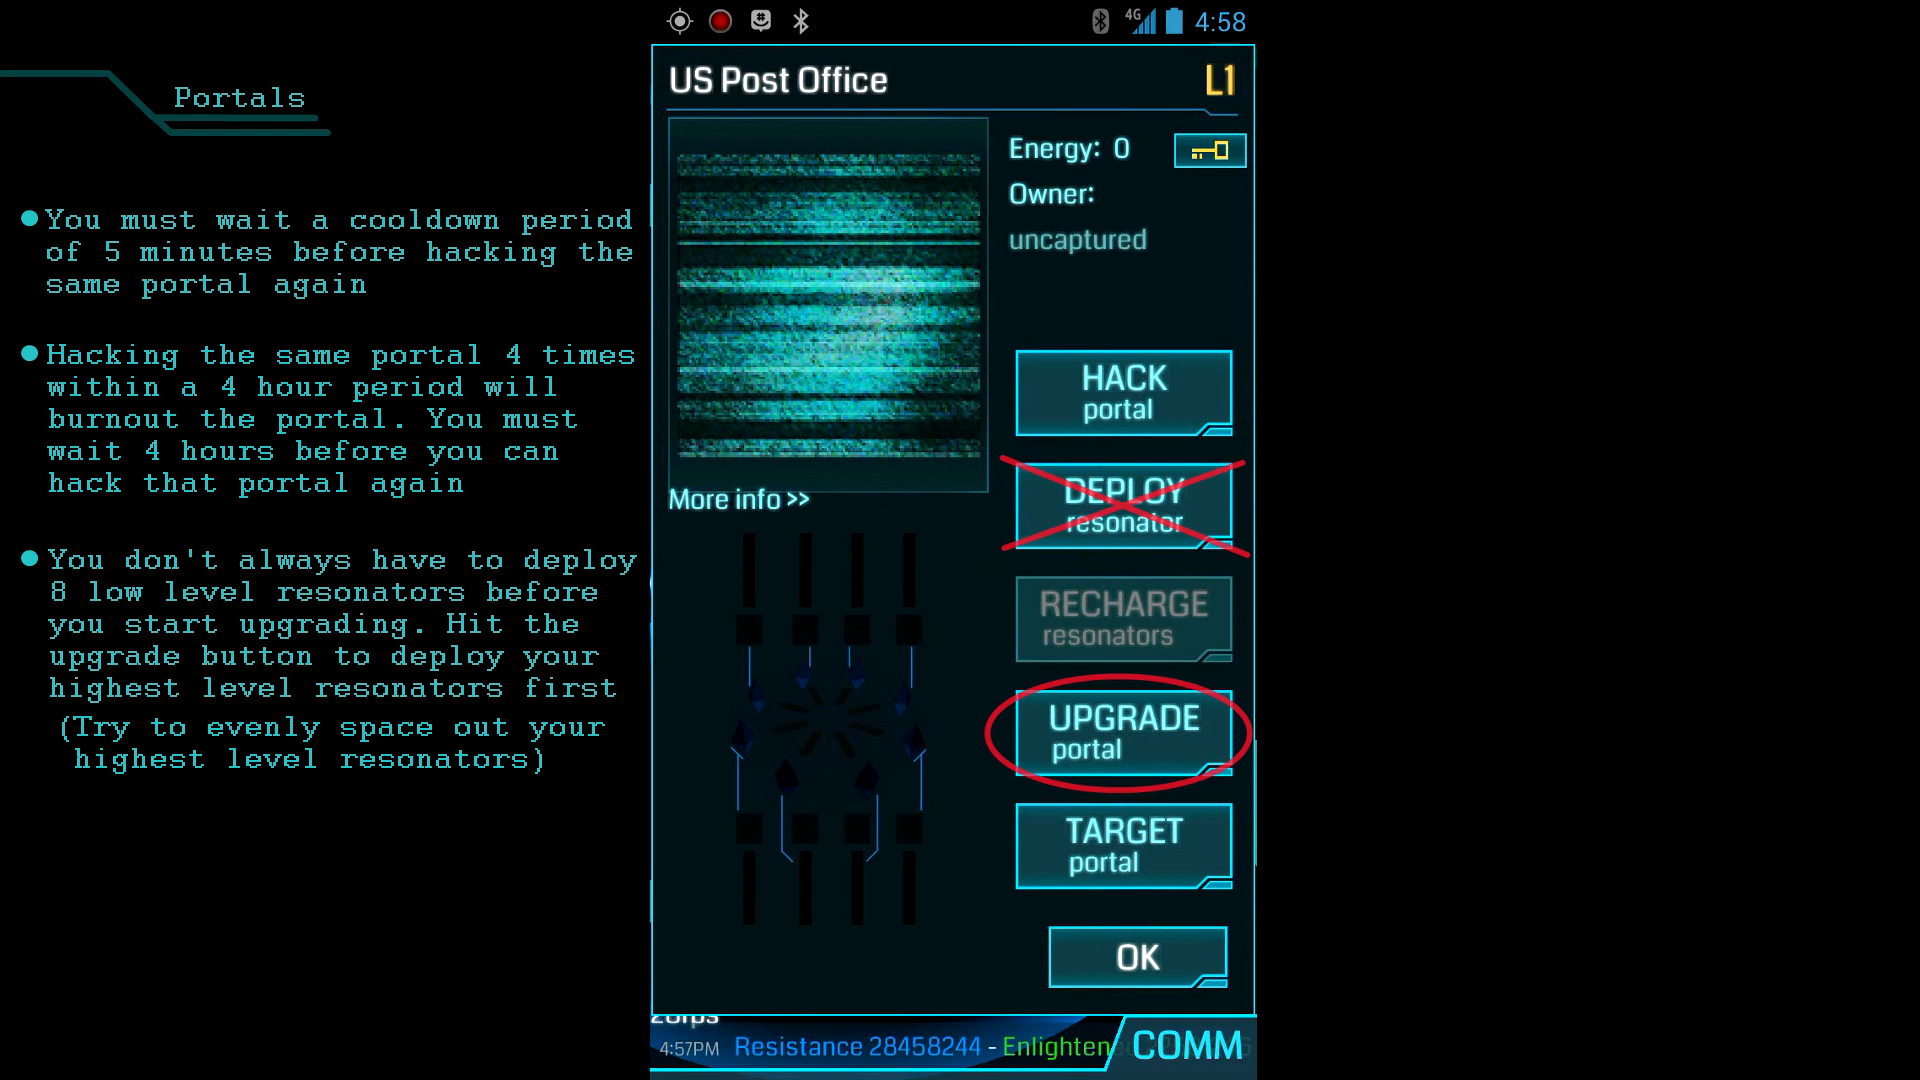 Portals
You must wait a cooldown period
of 5 minutes before hacking the
same portal again
Hacking the same portal 4 times
within a 4 hour period will
burnout the portal. You must
wait 4 hours before you can
hack that portal again
You don't always have to deploy
8 low level resonators before
you start upgrading. Hit the
upgrade button to deploy your
highest level resonators first
(Try to evenly space out your
highest level resonators)
4G 4:58
US Post Office L1
Energy: 0
Owner:
uncaptured
More info >>
HACK
portal
DEPLOY
resonator
RECHARGE
resonators
UPGRADE
portal
TARGET
portal
OK
4:57PM Resistance 28458244 - Enlighten
COMM